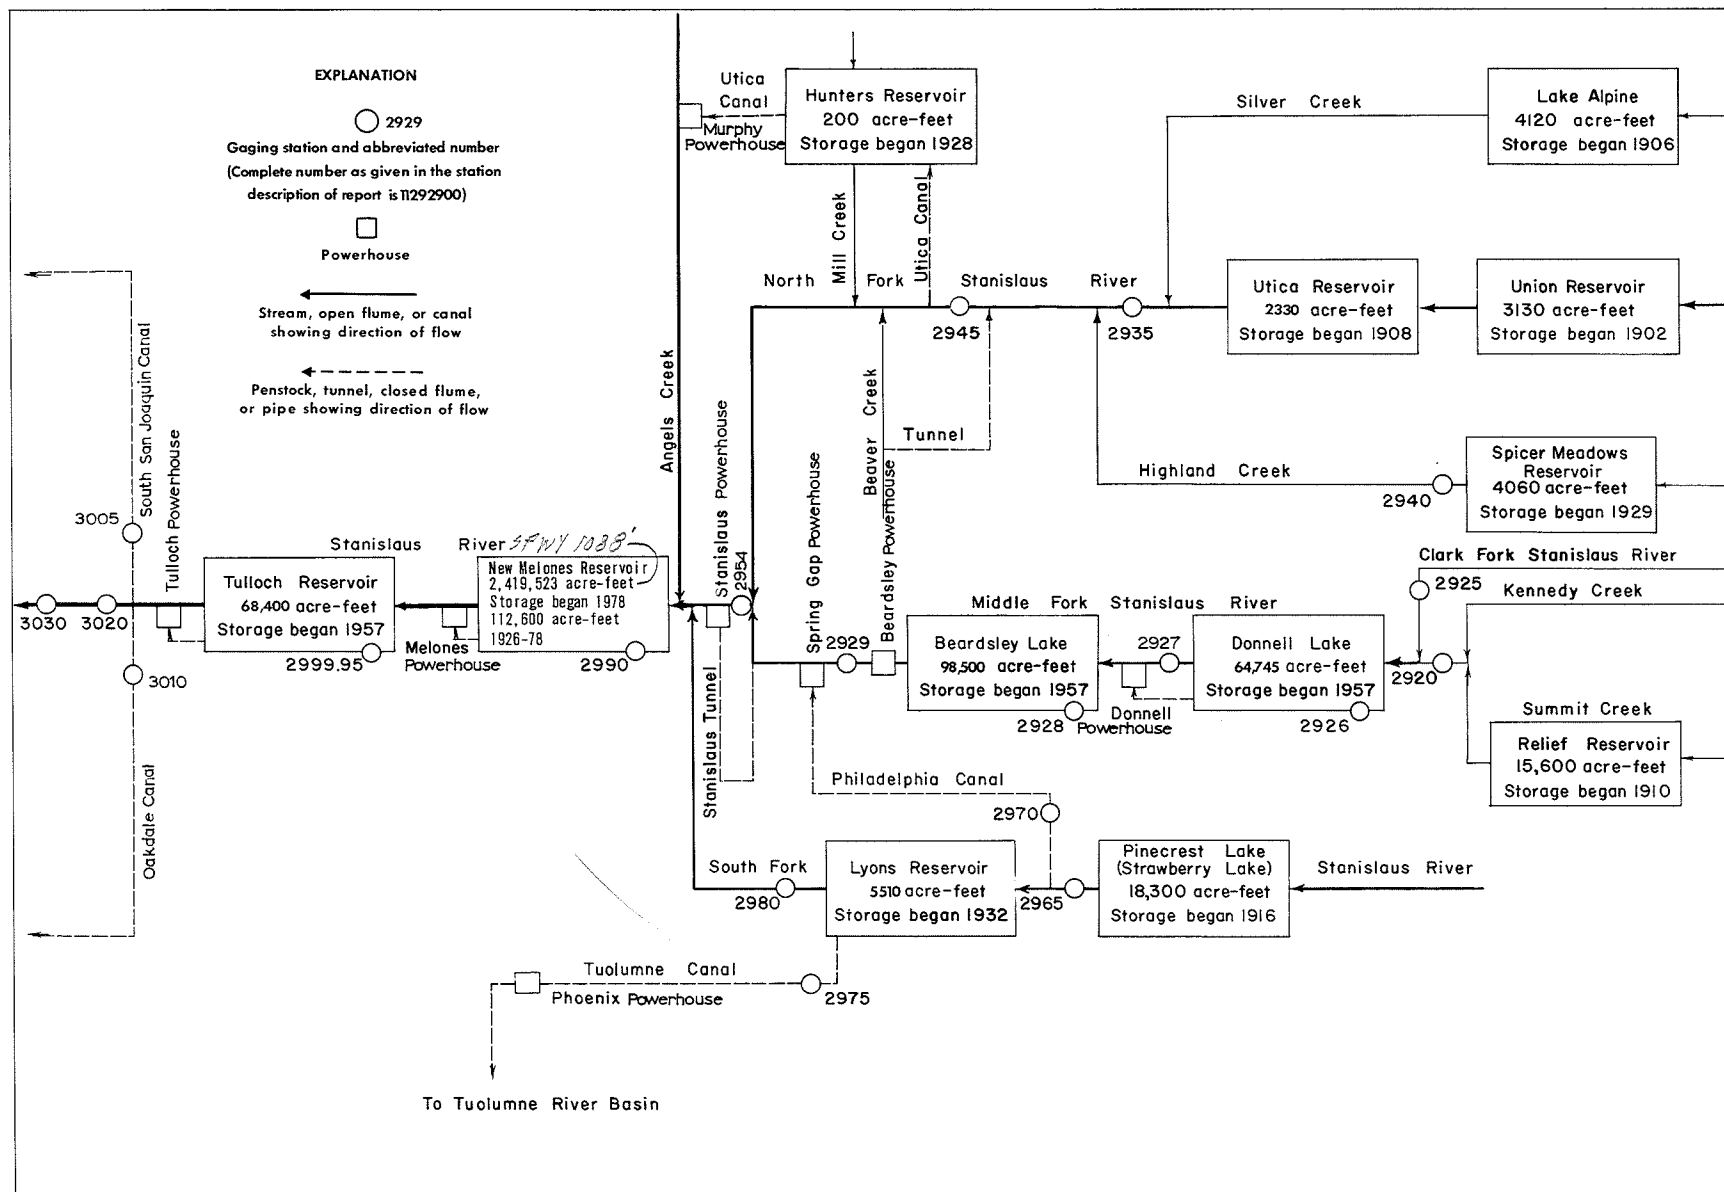 EXPLANATION
2929
Gaging station and abbreviated number
(Complete number as given in the station
description of report is 11292900)
Powerhouse
Stream, open flume, or canal
showing direction of flow
Penstock, tunnel, closed flume,
or pipe showing direction of flow
Utica
Canal
Murphy
Powerhouse
Hunters Reservoir
200 acre-feet
Storage began 1928
Silver Creek
Lake Alpine
4120 acre-feet
Storage began 1906
Mill Creek
Utica Canal
North Fork Stanislaus River
2945
2935
Utica Reservoir
2330 acre-feet
Storage began 1908
Union Reservoir
3130 acre-feet
Storage began 1902
Angels Creek
Beaver Creek
Tunnel
Highland Creek
2940
Spicer Meadows
Reservoir
4060 acre-feet
Storage began 1929
South San Joaquin Canal
Tulloch Powerhouse
3005
Stanislaus River
SPWY 1088'
Stanislaus Powerhouse
2954
Spring Gap Powerhouse
Beardsley Powerhouse
Clark Fork Stanislaus River
2925
Kennedy Creek
3030
3020
Tulloch Reservoir
68,400 acre-feet
Storage began 1957
2999.95
Melones
Powerhouse
New Melones Reservoir
2,419,523 acre-feet
Storage began 1978
112,600 acre-feet
1926-78
2990
Middle Fork Stanislaus River
2929
Beardsley Lake
98,500 acre-feet
Storage began 1957
2928
2927
Donnell
Powerhouse
Donnell Lake
64,745 acre-feet
Storage began 1957
2926
2920
Summit Creek
Relief Reservoir
15,600 acre-feet
Storage began 1910
3010
Oakdale Canal
Stanislaus Tunnel
Philadelphia Canal
2970
South Fork
2980
Lyons Reservoir
5510 acre-feet
Storage began 1932
2965
Pinecrest Lake
(Strawberry Lake)
18,300 acre-feet
Storage began 1916
Stanislaus River
Tuolumne Canal
Phoenix Powerhouse
2975
To Tuolumne River Basin